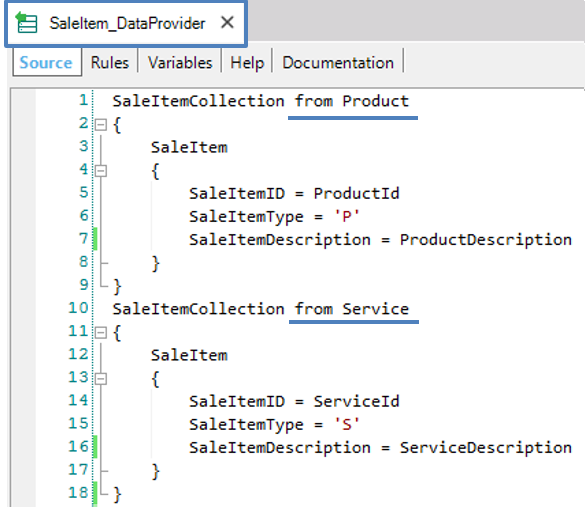 SaleItem_DataProvider ×
Source Rules Variables Help Documentation
1 SaleItemCollection from Product
2 {
3 SaleItem
4 {
5 SaleItemID = ProductId
6 SaleItemType = 'P'
7 SaleItemDescription = ProductDescription
8 }
9 }
10 SaleItemCollection from Service
11 {
12 SaleItem
13 {
14 SaleItemID = ServiceId
15 SaleItemType = 'S'
16 SaleItemDescription = ServiceDescription
17 }
18 }